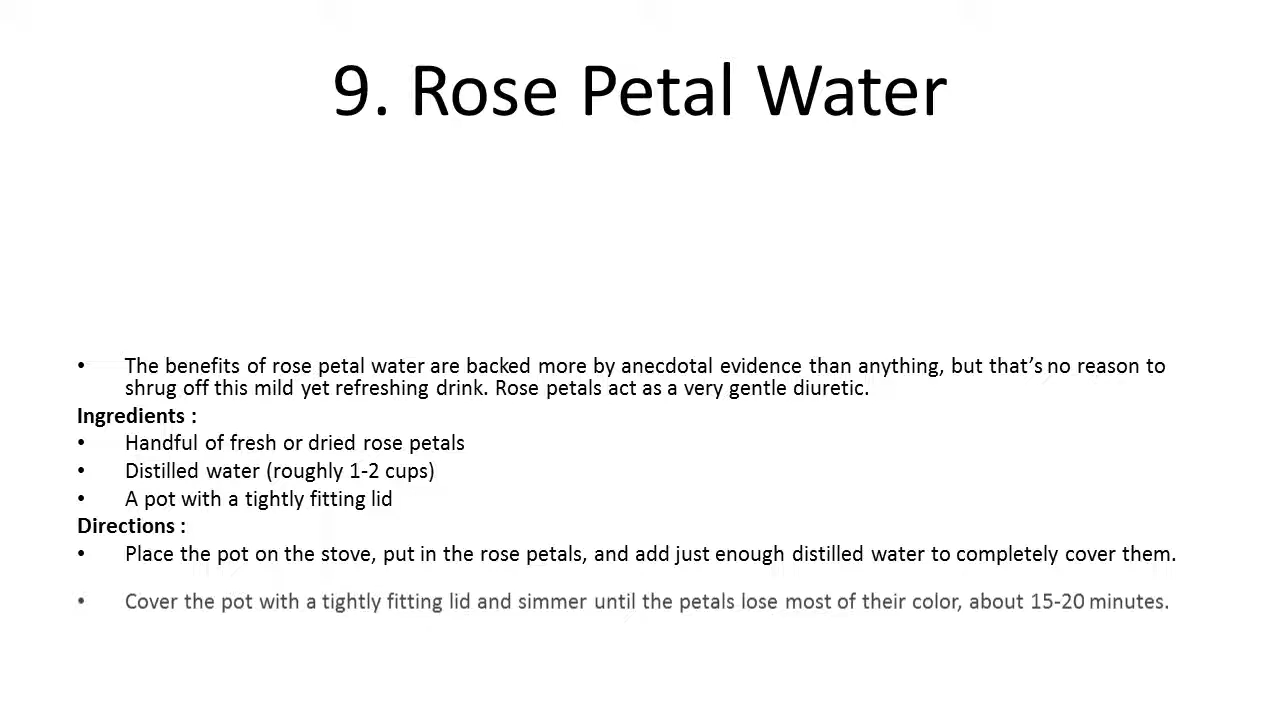 9. Rose Petal Water
• The benefits of rose petal water are backed more by anecdotal evidence than anything, but that’s no reason to
shrug off this mild yet refreshing drink. Rose petals act as a very gentle diuretic.
Ingredients :
• Handful of fresh or dried rose petals
• Distilled water (roughly 1-2 cups)
• A pot with a tightly fitting lid
Directions :
• Place the pot on the stove, put in the rose petals, and add just enough distilled water to completely cover them.
• Cover the pot with a tightly fitting lid and simmer until the petals lose most of their color, about 15-20 minutes.